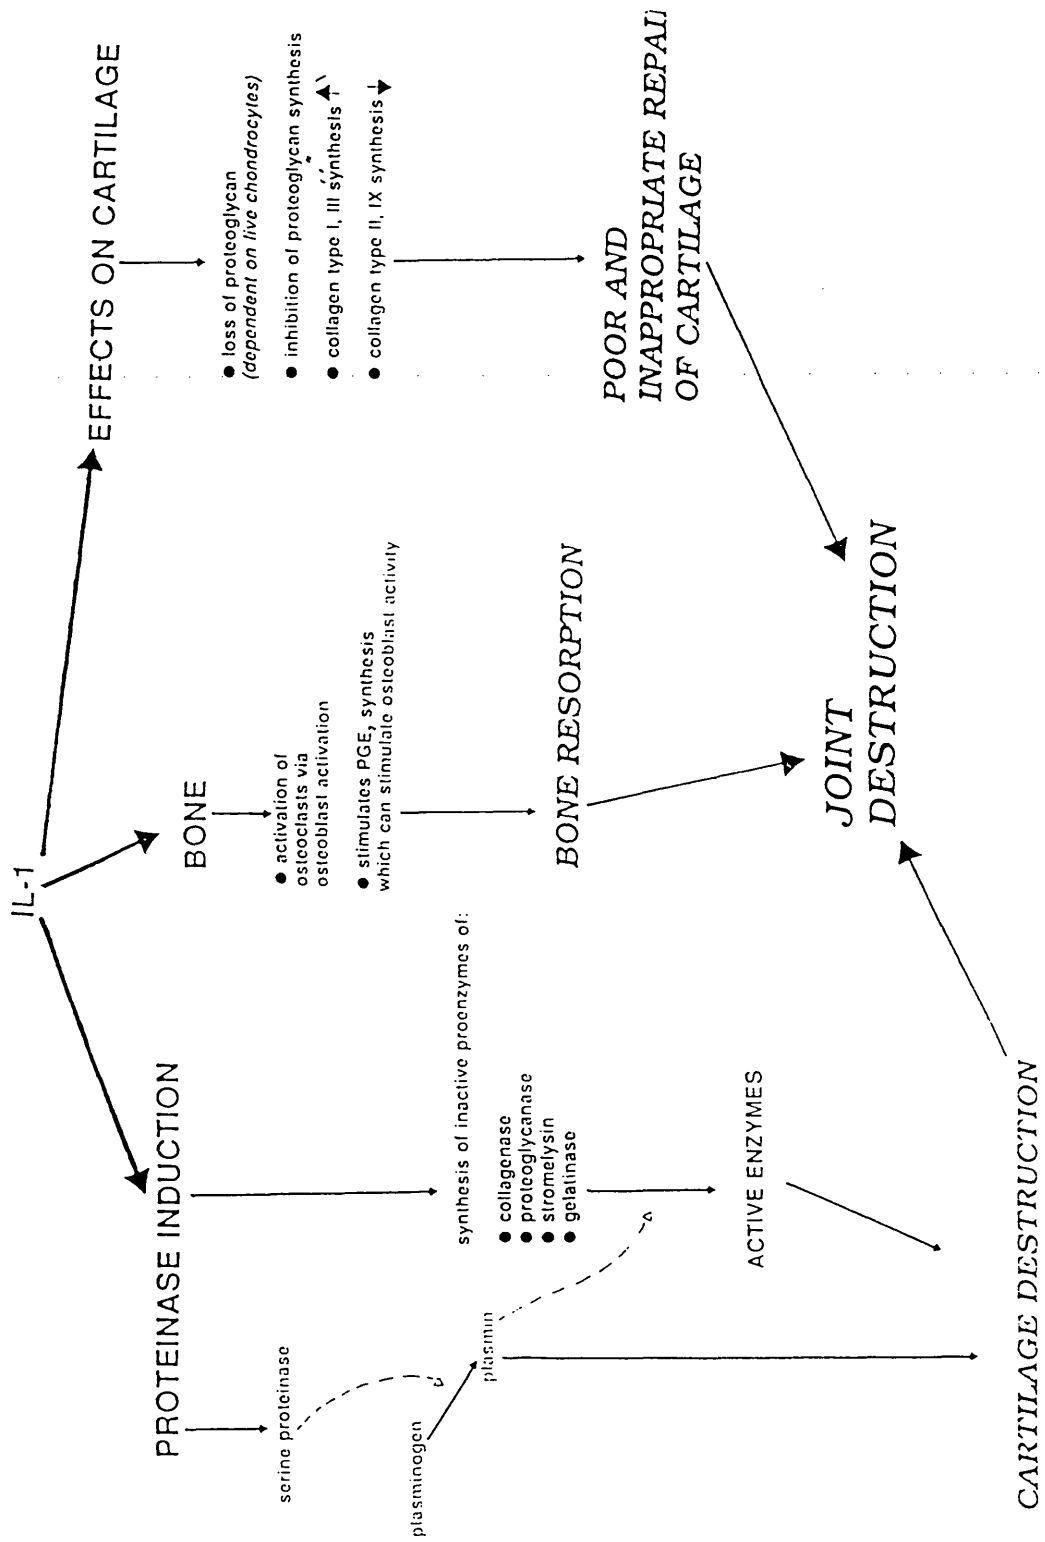 IL-1
PROTEINASE INDUCTION
serine proteinase
plasminogen
plasmin
synthesis of inactive proenzymes of:
● collagenase
● proteoglycanase
● stromelysin
● gelatinase
ACTIVE ENZYMES
CARTILAGE DESTRUCTION
BONE
● activation of
osteoclasts via
osteoblast activation
● stimulates PGE, synthesis
which can stimulate osteoblast activity
BONE RESORPTION
EFFECTS ON CARTILAGE
● loss of proteoglycan
(dependent on live chondrocytes)
● inhibition of proteoglycan synthesis
● collagen type I, III synthesis
● collagen type II, IX synthesis
POOR AND
INAPPROPRIATE REPAI
OF CARTILAGE
JOINT
DESTRUCTION